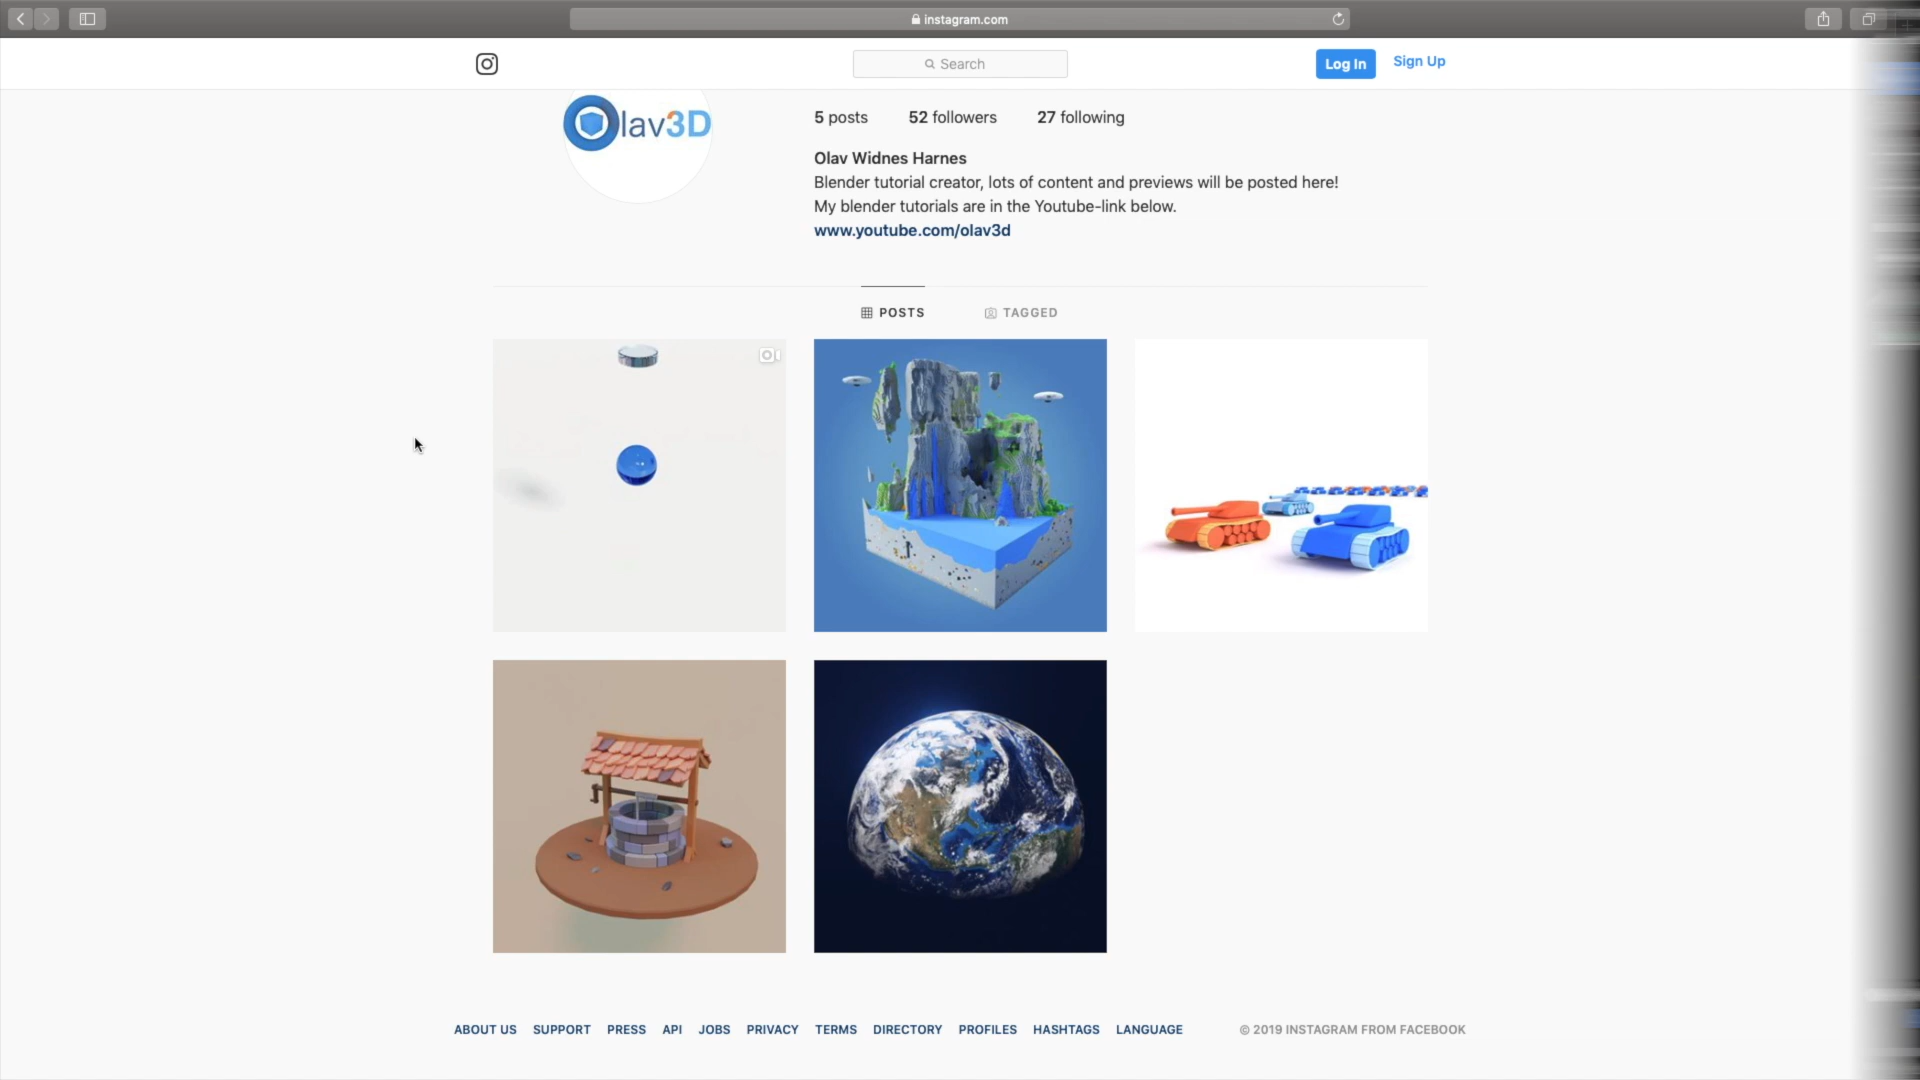 instagram.com
Search
Log In
Sign Up
Olav3D
5 posts 52 followers 27 following
Olav Widnes Harnes
Blender tutorial creator, lots of content and previews will be posted here!
My blender tutorials are in the Youtube-link below.
www.youtube.com/olav3d
POSTS TAGGED
ABOUT US SUPPORT PRESS API JOBS PRIVACY TERMS DIRECTORY PROFILES HASHTAGS LANGUAGE © 2019 INSTAGRAM FROM FACEBOOK